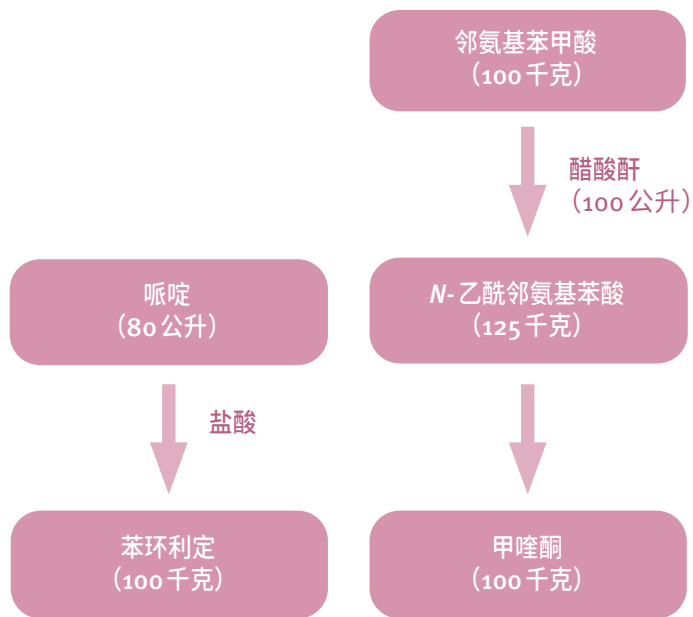 邻氨基苯甲酸
（100 千克）
醋酸酐
（100 公升）
哌啶
（80 公升）
N- 乙酰邻氨基苯酸
（125 千克）
盐酸
苯环利定
（100 千克）
甲喹酮
（100 千克）